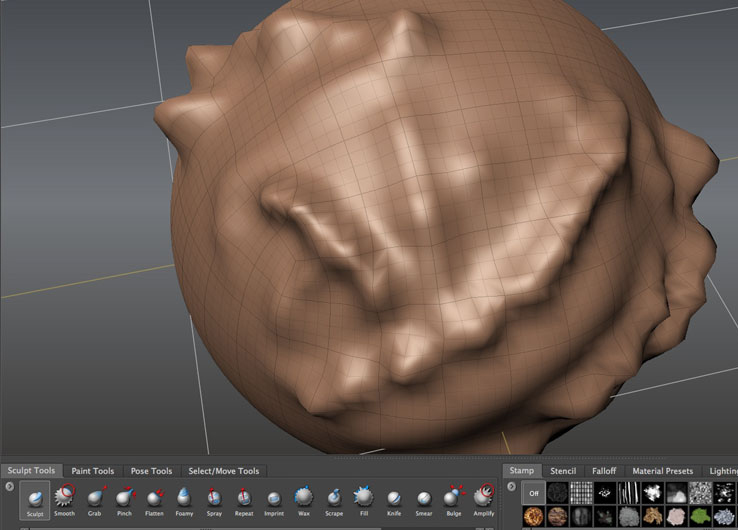 Sculpt Tools Paint Tools Pose Tools Select/Move Tools Stamp Stencil Falloff Material Presets Lightin
Off
Sculpt Smooth Grab Pinch Flatten Foamy Spray Repeat Imprint Wax Scrape Fill Knife Smear Bulge Amplify